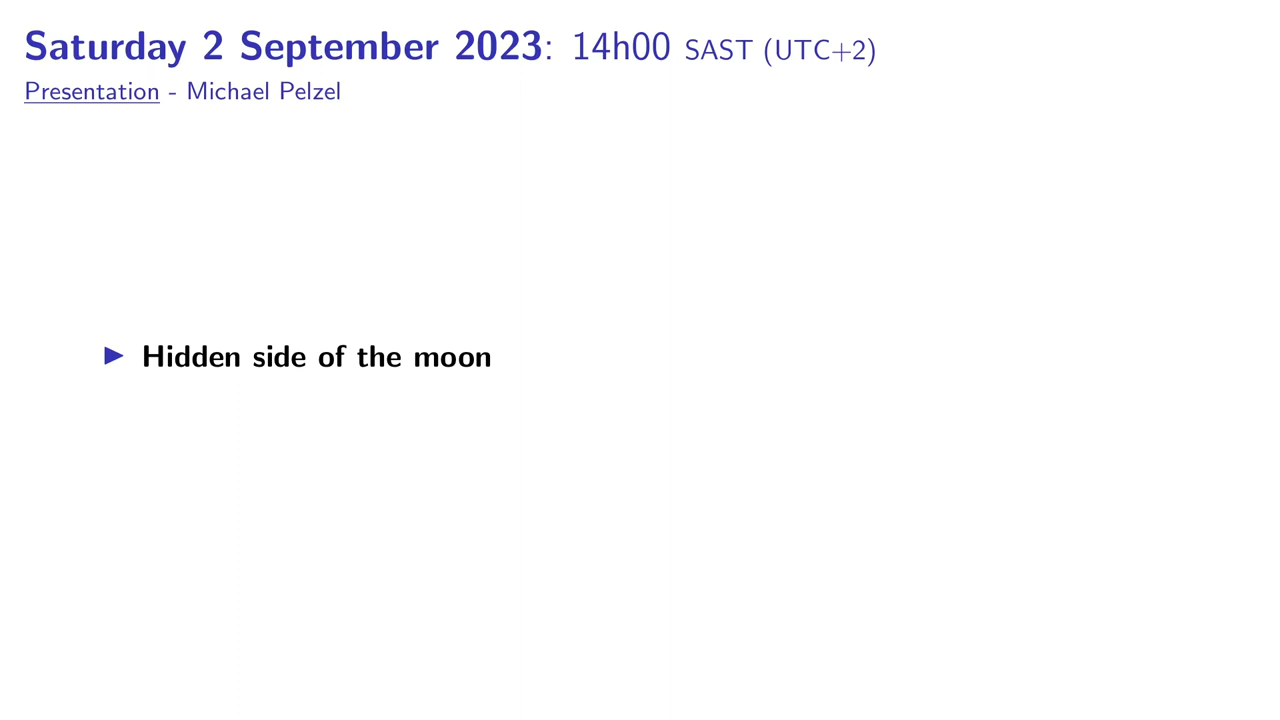 Saturday 2 September 2023: 14h00 SAST (UTC+2)
Presentation - Michael Pelzel
▶ Hidden side of the moon